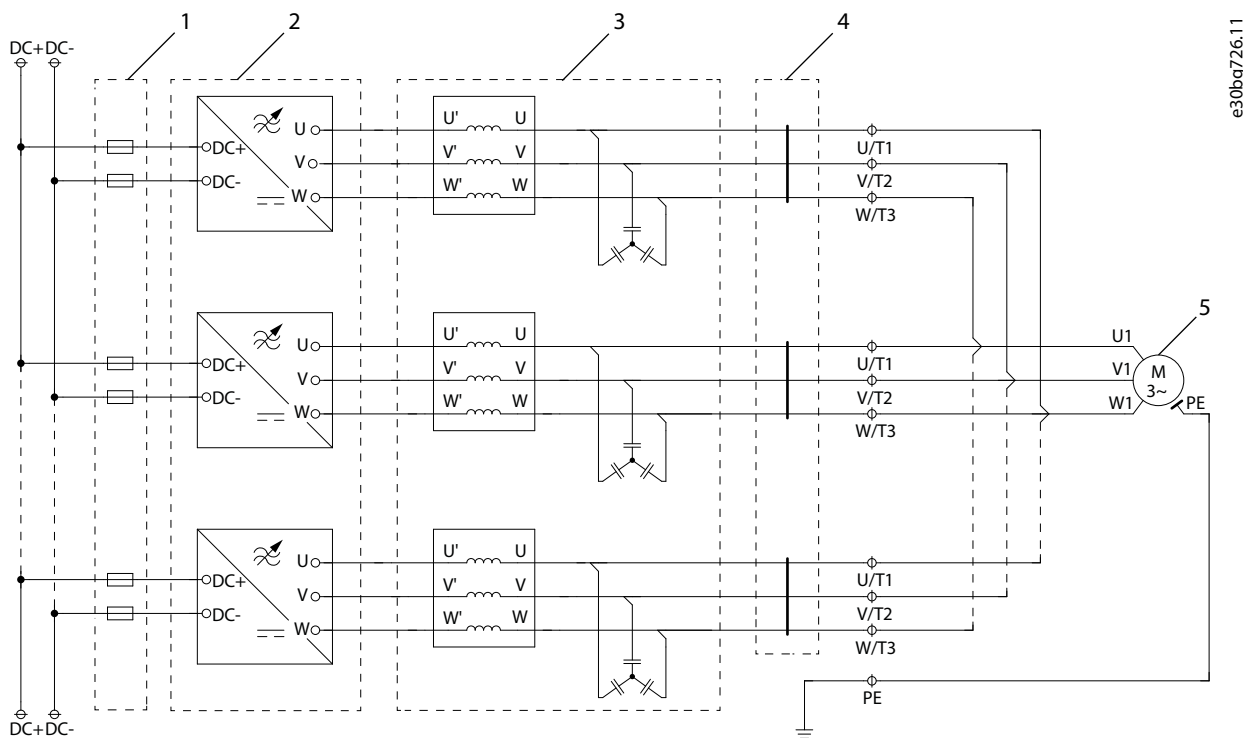 1 2 3 4
e30bg726.11
DC+ DC-
U' U
U
DC+
V' V
V
DC-
W' W
W
U/T1
V/T2
W/T3
U' U
U
DC+
V' V
V
DC-
W' W
W
U/T1
V/T2
W/T3
5
U1
V1
W1
M
3~
PE
U' U
U
DC+
V' V
V
DC-
W' W
W
U/T1
V/T2
W/T3
PE
DC+ DC-